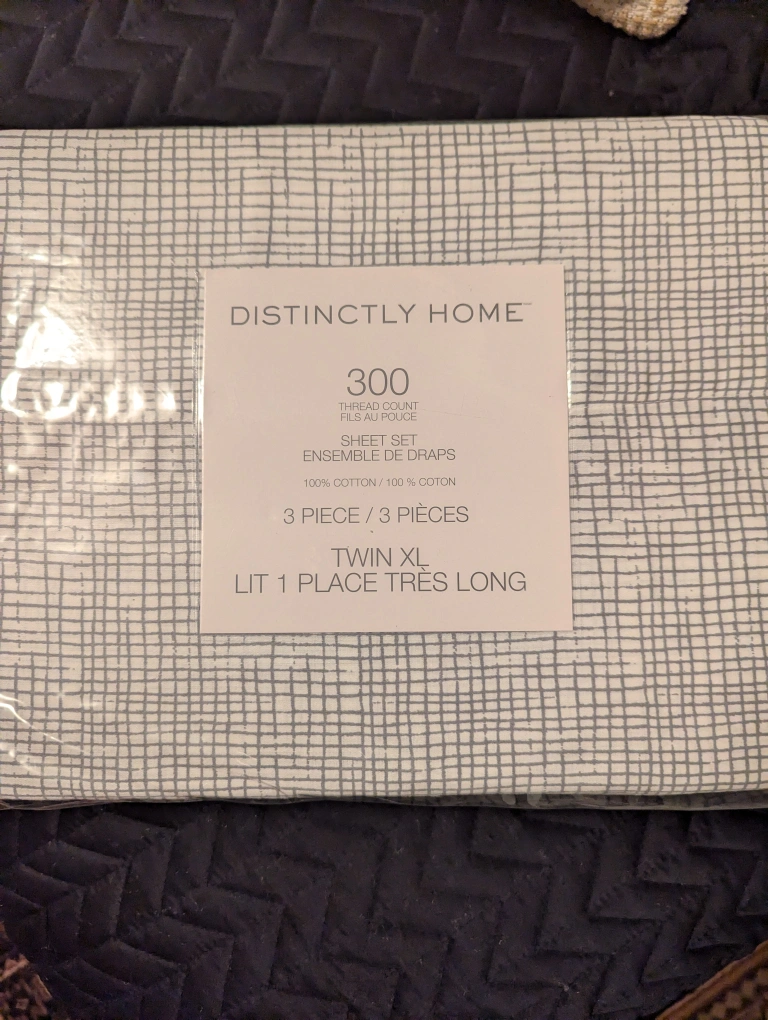 DISTINCTLY HOME™
300
THREAD COUNT
FILS AU POUCE
SHEET SET
ENSEMBLE DE DRAPS
100% COTTON / 100 % COTON
3 PIECE / 3 PIÈCES
TWIN XL
LIT 1 PLACE TRÈS LONG